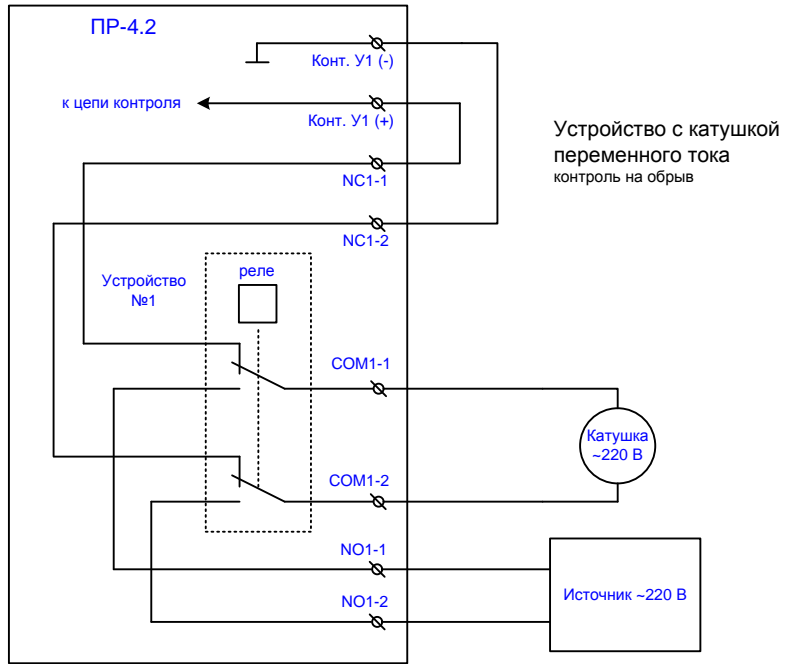 ПР-4.2
Конт. У1 (-)
к цепи контроля
Конт. У1 (+)
NC1-1
NC1-2
Устройство с катушкой
переменного тока
контроль на обрыв
Устройство
№1
реле
COM1-1
Катушка
~220 В
COM1-2
NO1-1
NO1-2
Источник ~220 В